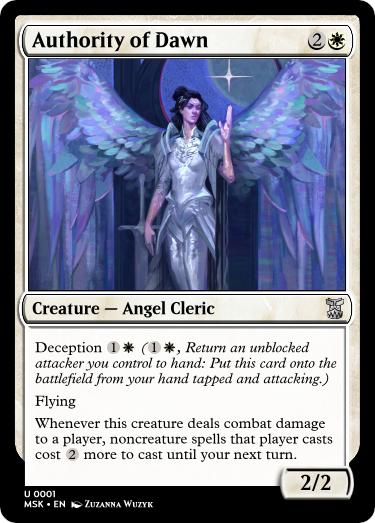 Authority of Dawn 2
Creature — Angel Cleric
Deception 1 (1, Return an unblocked
attacker you control to hand: Put this card onto the
battlefield from your hand tapped and attacking.)
Flying
Whenever this creature deals combat damage
to a player, noncreature spells that player casts
cost 2 more to cast until your next turn.
2/2
U 0001
MSK • EN Zuzanna Wuzyk